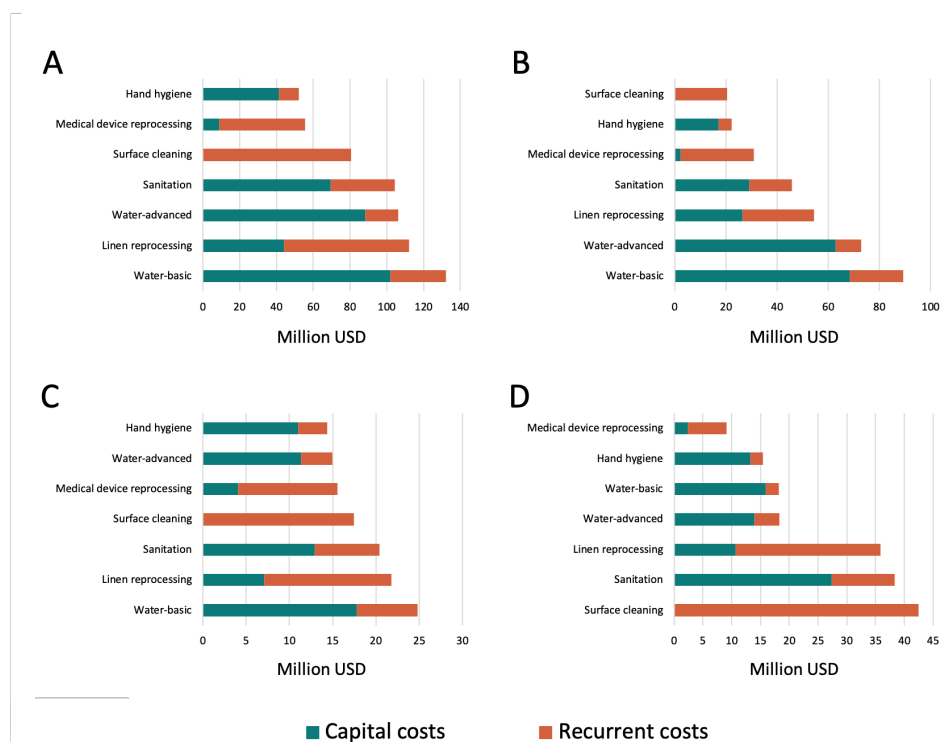 A
Hand hygiene
Medical device reprocessing
Surface cleaning
Sanitation
Water-advanced
Linen reprocessing
Water-basic
0 20 40 60 80 100 120 140
Million USD
B
Surface cleaning
Hand hygiene
Medical device reprocessing
Sanitation
Linen reprocessing
Water-advanced
Water-basic
0 20 40 60 80 100
Million USD
C
Hand hygiene
Water-advanced
Medical device reprocessing
Surface cleaning
Sanitation
Linen reprocessing
Water-basic
0 5 10 15 20 25 30
Million USD
D
Medical device reprocessing
Hand hygiene
Water-basic
Water-advanced
Linen reprocessing
Sanitation
Surface cleaning
0 5 10 15 20 25 30 35 40 45
Million USD
Capital costs Recurrent costs